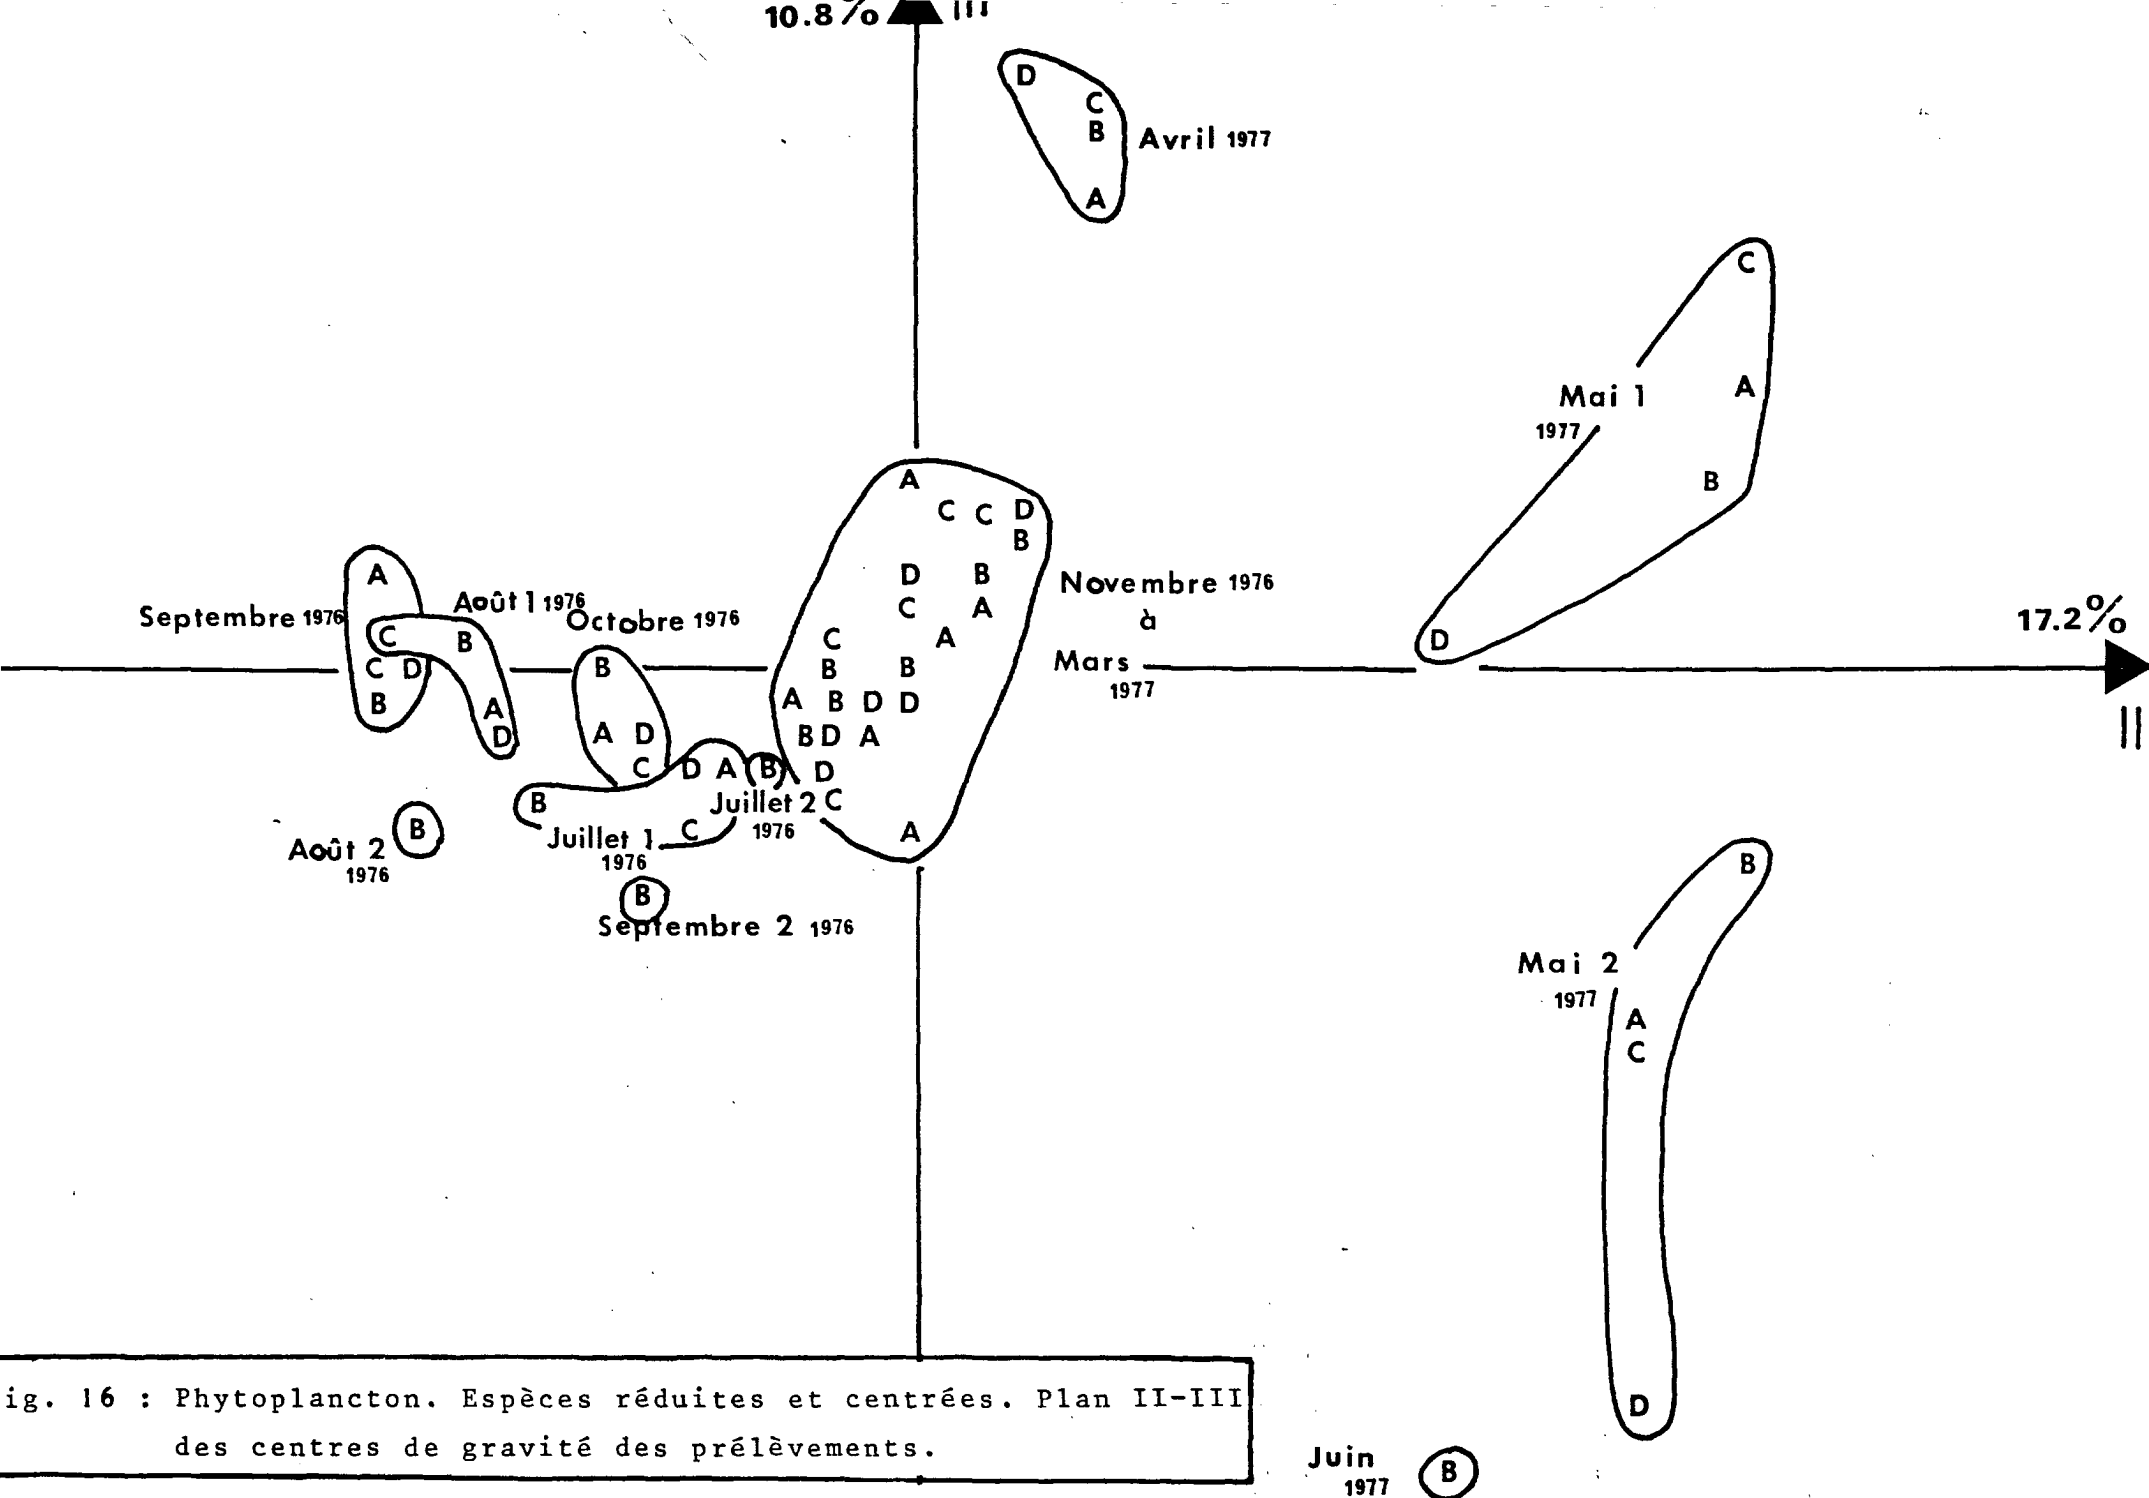 10.8% III
D
C
B
Avril 1977
A
C
A
Mai 1
1977
B
D
17.2%
II
A
C C D
B
D B
C A
C A
B B
A B D D
B D A
D
C
A
Novembre 1976
à
Mars
1977
A
Septembre 1976
C
C D
B
Août 1 1976
B
A
D
Octobre 1976
B
A D
C
D A B
B
Juillet 2
1976
Juillet 1 C
1976
Août 2 B
1976
B
Septembre 2 1976
B
Mai 2
1977
A
C
D
Juin B
1977
ig. 16 : Phytoplancton. Espèces réduites et centrées. Plan II-III
des centres de gravité des prélèvements.